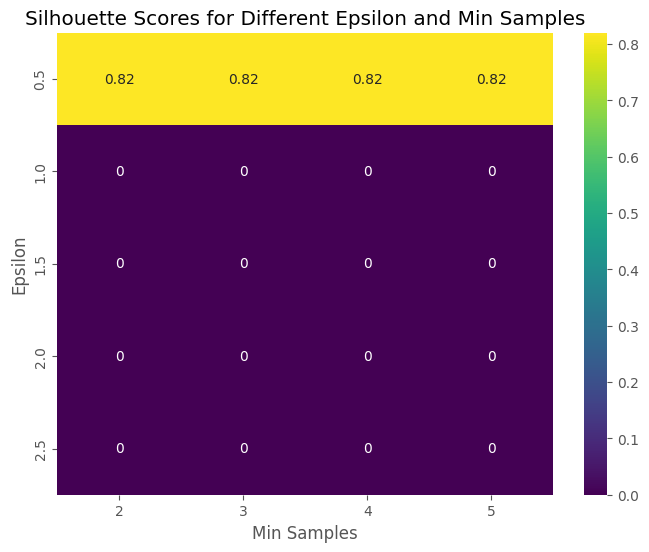 Silhouette Scores for Different Epsilon and Min Samples
Epsilon
0.5 0.82 0.82 0.82 0.82
1.0 0 0 0 0
1.5 0 0 0 0
2.0 0 0 0 0
2.5 0 0 0 0
2 3 4 5
Min Samples
0.8
0.7
0.6
0.5
0.4
0.3
0.2
0.1
0.0